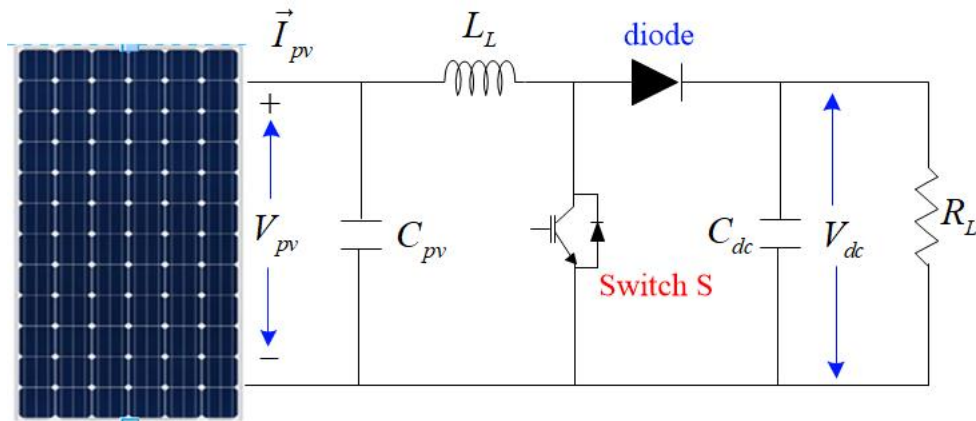 I_pv
L_L
diode
+
V_pv
−
C_pv
C_dc
V_dc
R_L
Switch S